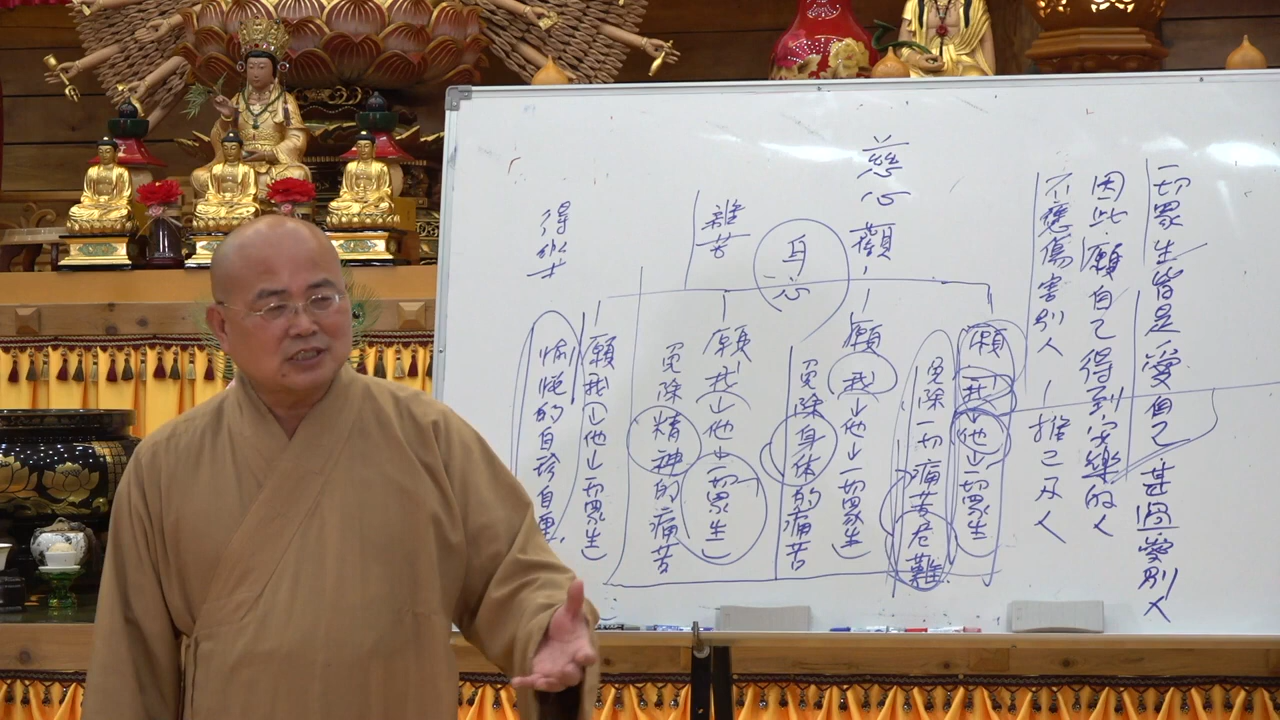 一切眾生皆是愛自己甚過愛別人
因此願自己得到安樂的人
不應傷害別人 - 推己及人
慈心觀
身心
離苦
得樂
願我(他)一切眾生
免除一切痛苦危難
願我(他)一切眾生)
免除身体的痛苦
願我(他)一切眾生)
免除精神的痛苦
願我(他)一切眾生)
愉悅的自珍自重.